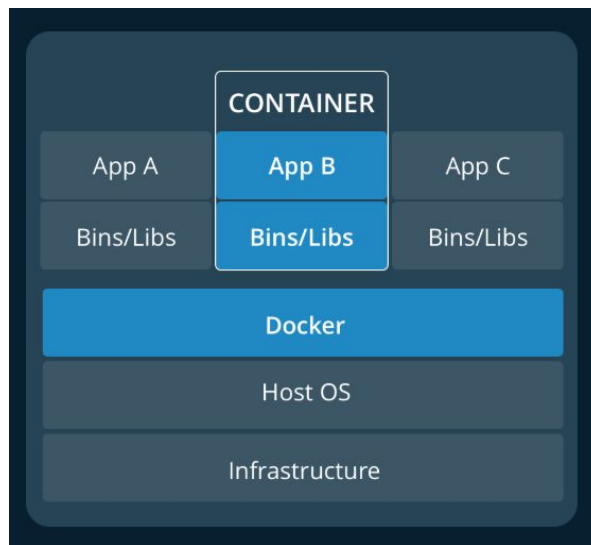 CONTAINER
App A App B App C
Bins/Libs Bins/Libs Bins/Libs
Docker
Host OS
Infrastructure